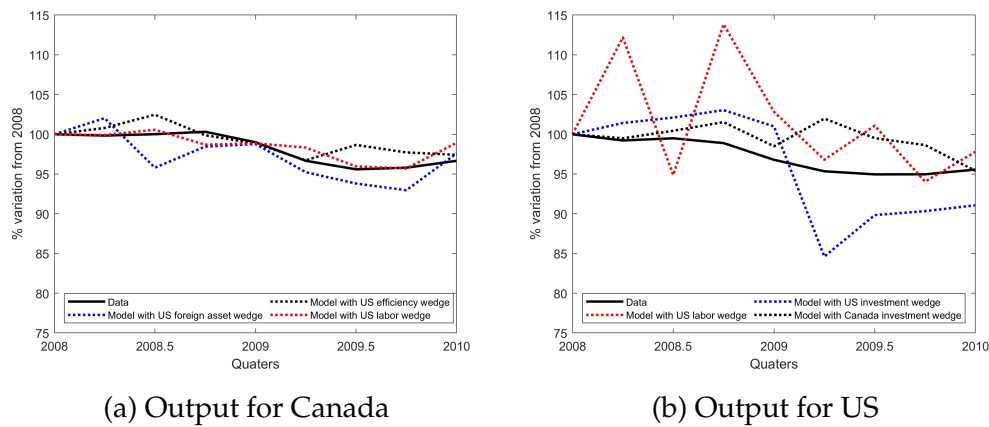 115
110
105
100
95
90
85
80
75
% variation from 2008
Data
Model with US foreign asset wedge
Model with US efficiency wedge
Model with US labor wedge
2008
2008.5
2009
2009.5
2010
Quaters
(a) Output for Canada
115
110
105
100
95
90
85
80
75
% variation from 2008
Data
Model with US labor wedge
Model with US investment wedge
Model with Canada investment wedge
2008
2008.5
2009
2009.5
2010
Quaters
(b) Output for US